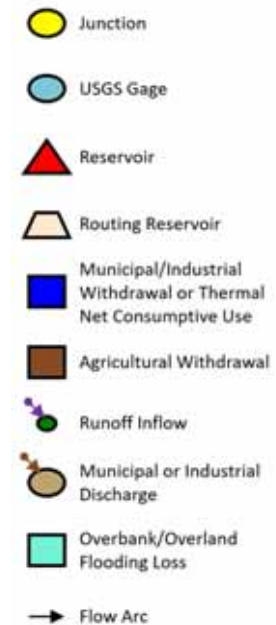 Junction
USGS Gage
Reservoir
Routing Reservoir
Municipal/Industrial
Withdrawal or Thermal
Net Consumptive Use
Agricultural Withdrawal
Runoff Inflow
Municipal or Industrial
Discharge
Overbank/Overland
Flooding Loss
Flow Arc